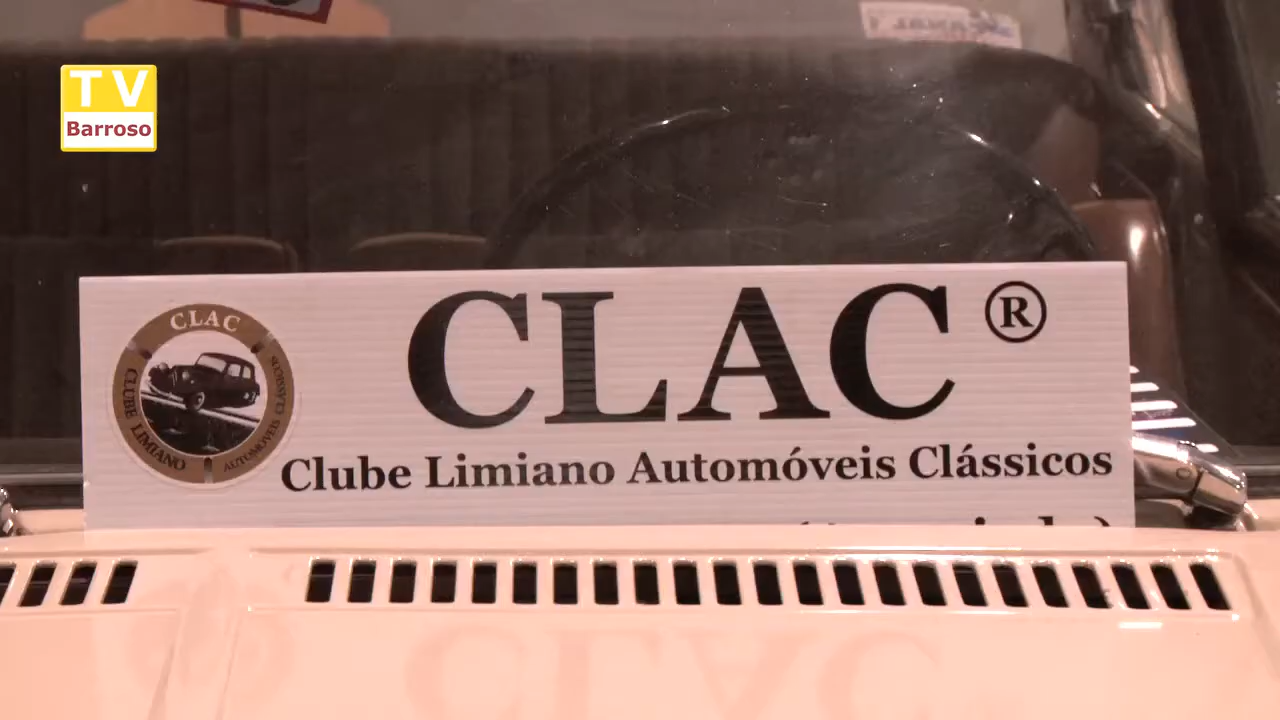 TV
Barroso
CLAC ®
Clube Limiano Automóveis Clássicos
CLAC
CLUBE LIMIANO
AUTOMÓVEIS CLÁSSICOS